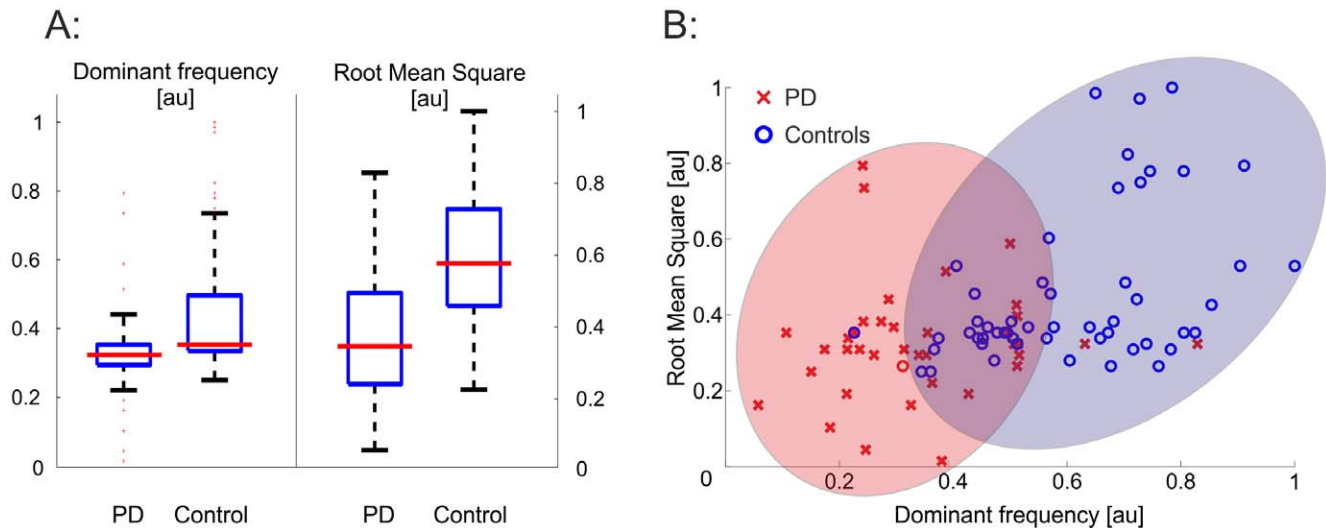 A:
Dominant frequency
[au]
Root Mean Square
[au]
1
0.8
0.6
0.4
0.2
0
1
0.8
0.6
0.4
0.2
0
PD
Control
PD
Control
B:
PD
Controls
Root Mean Square [au]
1
0.8
0.6
0.4
0.2
0
0.2
0.4
0.6
0.8
1
Dominant frequency [au]